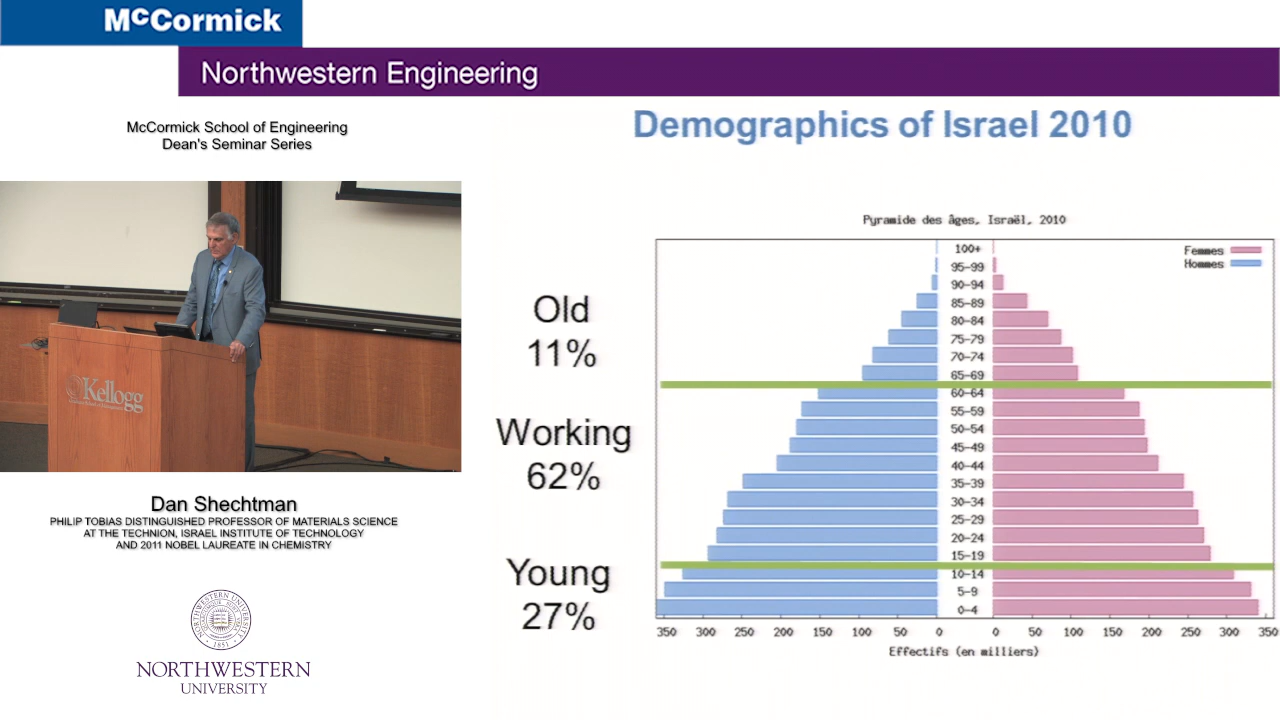 McCormick
Northwestern Engineering
McCormick School of Engineering
Dean's Seminar Series
Kellogg
Dan Shechtman
PHILIP TOBIAS DISTINGUISHED PROFESSOR OF MATERIALS SCIENCE
AT THE TECHNION, ISRAEL INSTITUTE OF TECHNOLOGY
AND 2011 NOBEL LAUREATE IN CHEMISTRY
NORTHWESTERN UNIVERSITY
1851
NORTHWESTERN
UNIVERSITY
Demographics of Israel 2010
Pyramide des âges, Israël, 2010
Femmes
Hommes
Old
11%
Working
62%
Young
27%
100+
95-99
90-94
85-89
80-84
75-79
70-74
65-69
60-64
55-59
50-54
45-49
40-44
35-39
30-34
25-29
20-24
15-19
10-14
5-9
0-4
350 300 250 200 150 100 50 0 0 50 100 150 200 250 300 350
Effectifs (en milliers)